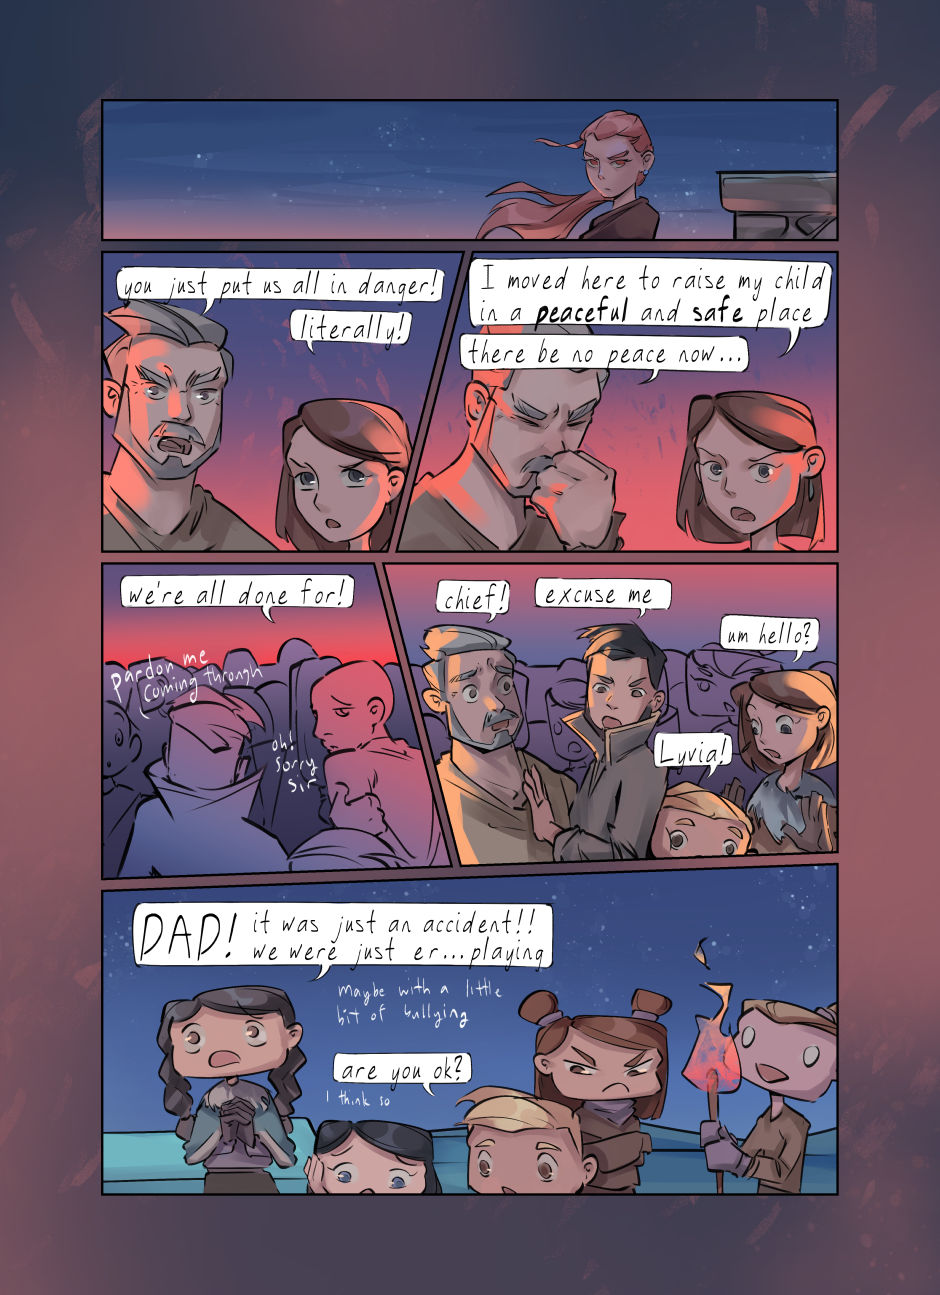 you just put us all in danger!
literally!
I moved here to raise my child
in a peaceful and safe place
there be no peace now...
we're all done for!
pardon me
coming through
oh!
sorry
sir
chief!
excuse me
um hello?
Lyvia!
DAD! it was just an accident!!
we were just er...playing
maybe with a little
bit of bullying
are you ok?
I think so